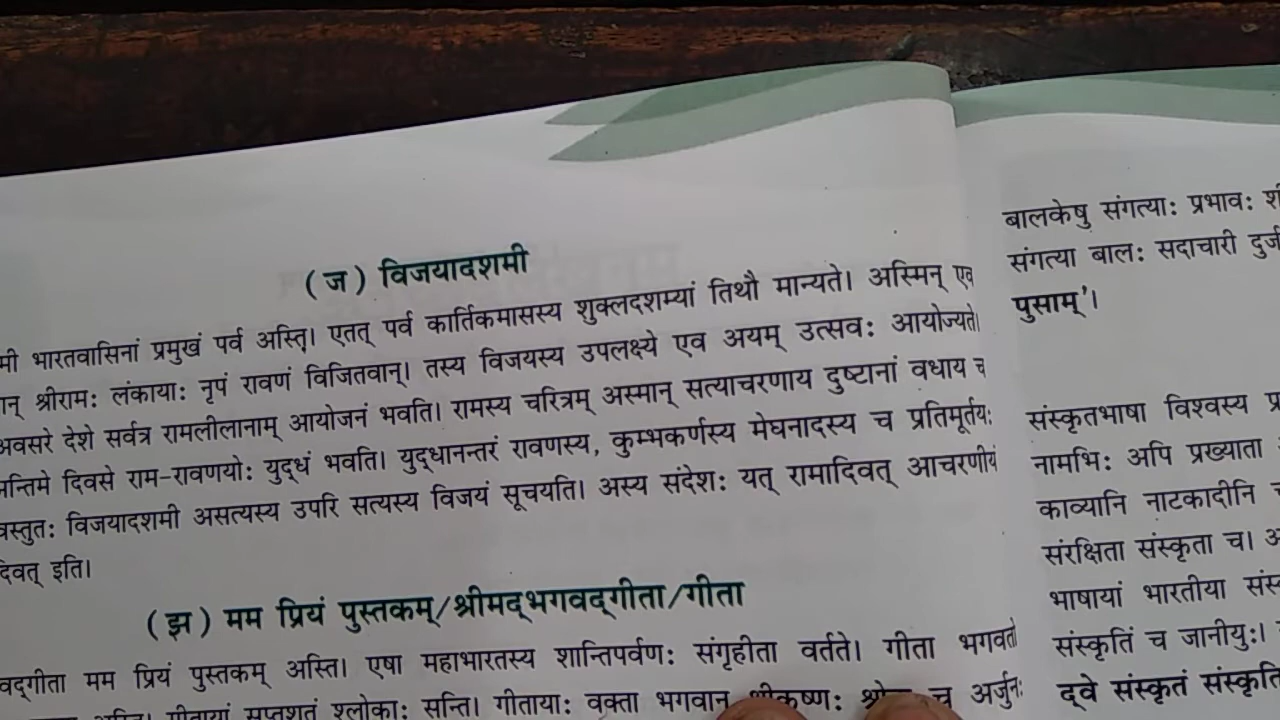 (ज) विजयादशमी
मी भारतवासिनां प्रमुखं पर्व अस्ति। एतत् पर्व कार्तिकमासस्य शुक्लदशम्यां तिथौ मान्यते। अस्मिन् एव
ान् श्रीरामः लंकायाः नृपं रावणं विजितवान्। तस्य विजयस्य उपलक्ष्ये एव अयम् उत्सवः आयोज्यते।
अवसरे देशे सर्वत्र रामलीलानाम् आयोजनं भवति। रामस्य चरित्रम् अस्मान् सत्याचरणाय दुष्टानां वधाय च
न्तिमे दिवसे राम-रावणयोः युद्धं भवति। युद्धानन्तरं रावणस्य, कुम्भकर्णस्य मेघनादस्य च प्रतिमूर्तयः
वस्तुतः विजयादशमी असत्यस्य उपरि सत्यस्य विजयं सूचयति। अस्य संदेशः यत् रामादिवत् आचरणीयं
दिवत् इति।
(झ) मम प्रियं पुस्तकम्/श्रीमद्भगवद्गीता/गीता
वद्गीता मम प्रियं पुस्तकम् अस्ति। एषा महाभारतस्य शान्तिपर्वणः संगृहीता वर्तते। गीता भगवतो
अस्ति। गीतायां सप्तशतं श्लोकाः सन्ति। गीतायाः वक्ता भगवान् श्रीकृष्णः च अर्जुनः
बालकेषु संगत्याः प्रभावः
संगत्या बालः सदाचारी
पुसाम्'।
संस्कृतभाषा विश्वस्य
नामभिः अपि प्रख्याता
काव्यानि नाटकादीनि
संरक्षिता संस्कृता च।
भाषायां भारतीया
संस्कृतिं च जानीयुः।
द्वे संस्कृतं